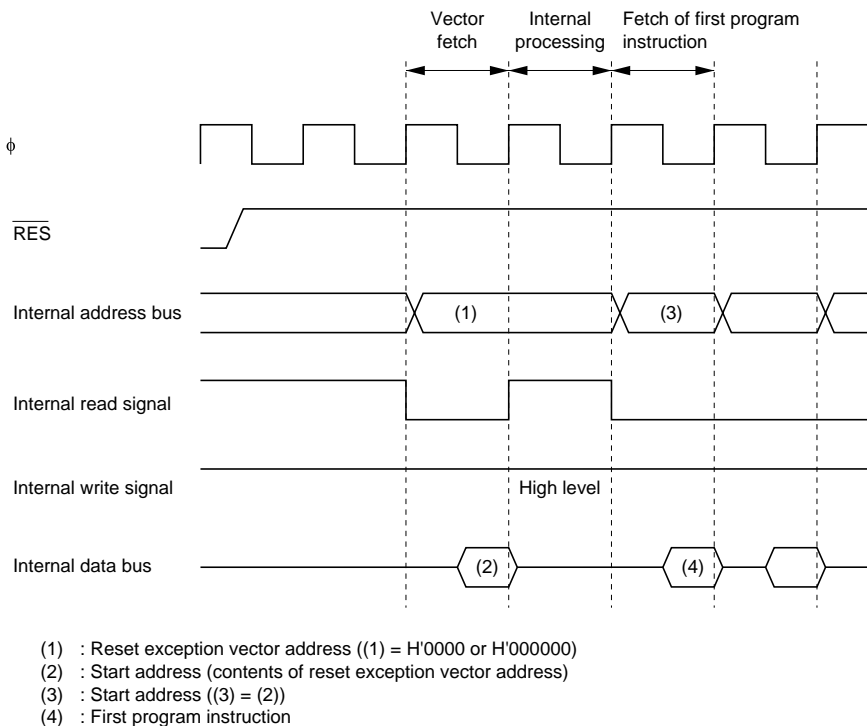 Vector fetch
Internal processing
Fetch of first program instruction
ϕ
RES
Internal address bus
(1)
(3)
Internal read signal
Internal write signal
High level
Internal data bus
(2)
(4)
(1) : Reset exception vector address ((1) = H'0000 or H'000000)
(2) : Start address (contents of reset exception vector address)
(3) : Start address ((3) = (2))
(4) : First program instruction